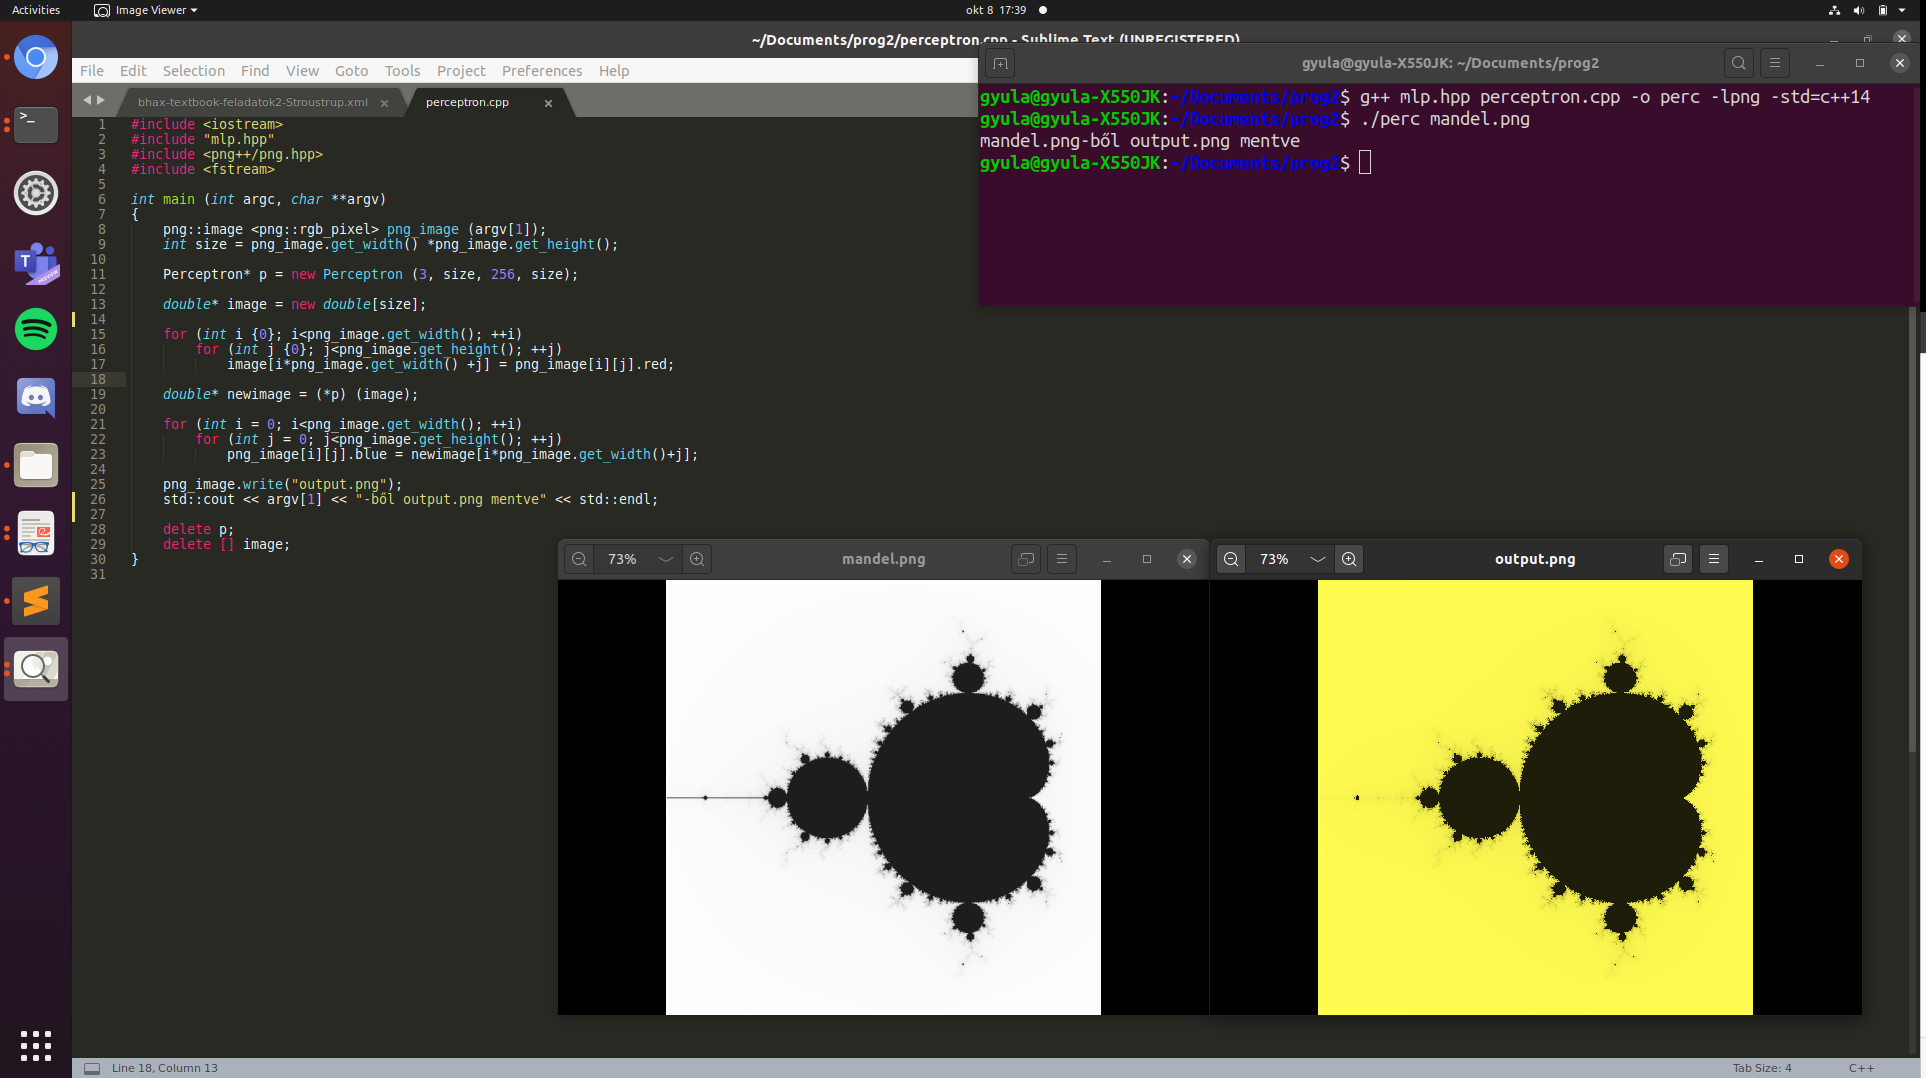 Activities
Image Viewer
okt 8 17:39
~/Documents/prog2/perceptron.cpp - Sublime Text (UNREGISTERED)
File Edit Selection Find View Goto Tools Project Preferences Help
bhax-textbook-feladatok2-Stroustrup.xml
perceptron.cpp
1 #include <iostream>
2 #include "mlp.hpp"
3 #include <png++/png.hpp>
4 #include <fstream>
5
6 int main (int argc, char **argv)
7 {
8 png::image <png::rgb_pixel> png_image (argv[1]);
9 int size = png_image.get_width() *png_image.get_height();
10
11 Perceptron* p = new Perceptron (3, size, 256, size);
12
13 double* image = new double[size];
14
15 for (int i {0}; i<png_image.get_width(); ++i)
16 for (int j {0}; j<png_image.get_height(); ++j)
17 image[i*png_image.get_width() +j] = png_image[i][j].red;
18
19 double* newimage = (*p) (image);
20
21 for (int i = 0; i<png_image.get_width(); ++i)
22 for (int j = 0; j<png_image.get_height(); ++j)
23 png_image[i][j].blue = newimage[i*png_image.get_width()+j];
24
25 png_image.write("output.png");
26 std::cout << argv[1] << "-ből output.png mentve" << std::endl;
27
28 delete p;
29 delete [] image;
30 }
31
gyula@gyula-X550JK: ~/Documents/prog2
gyula@gyula-X550JK:~/Documents/prog2$ g++ mlp.hpp perceptron.cpp -o perc -lpng -std=c++14
gyula@gyula-X550JK:~/Documents/prog2$ ./perc mandel.png
mandel.png-ből output.png mentve
gyula@gyula-X550JK:~/Documents/prog2$
73% mandel.png
73% output.png
Line 18, Column 13
Tab Size: 4
C++